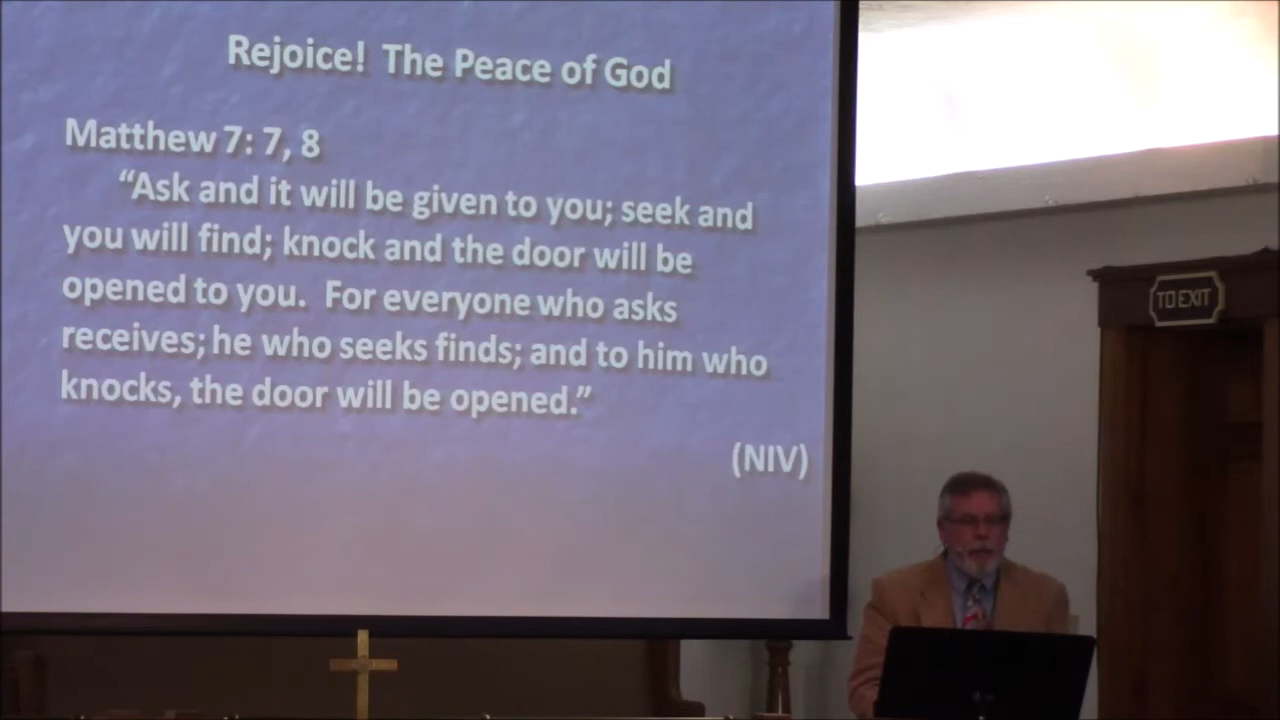 Rejoice! The Peace of God
Matthew 7: 7, 8
“Ask and it will be given to you; seek and
you will find; knock and the door will be
opened to you. For everyone who asks
receives; he who seeks finds; and to him who
knocks, the door will be opened.”
(NIV)
TO EXIT